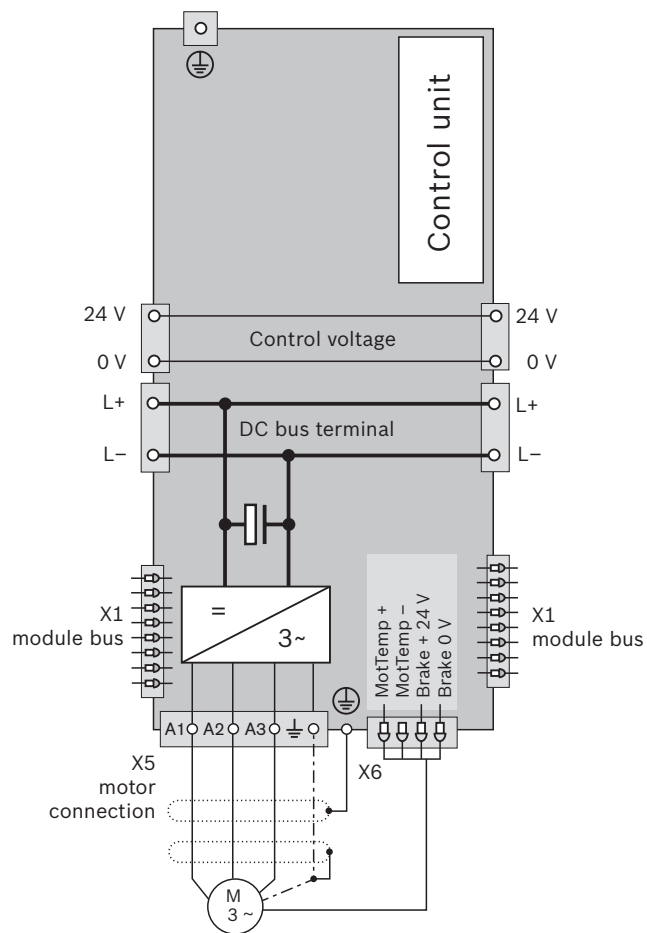 Control unit
24 V
24 V
Control voltage
0 V
0 V
L+
L+
DC bus terminal
L−
L−
=
3~
X1
module bus
MotTemp +
MotTemp −
Brake + 24 V
Brake 0 V
X1
module bus
A1
A2
A3
X5
motor
connection
X6
M
3 ~